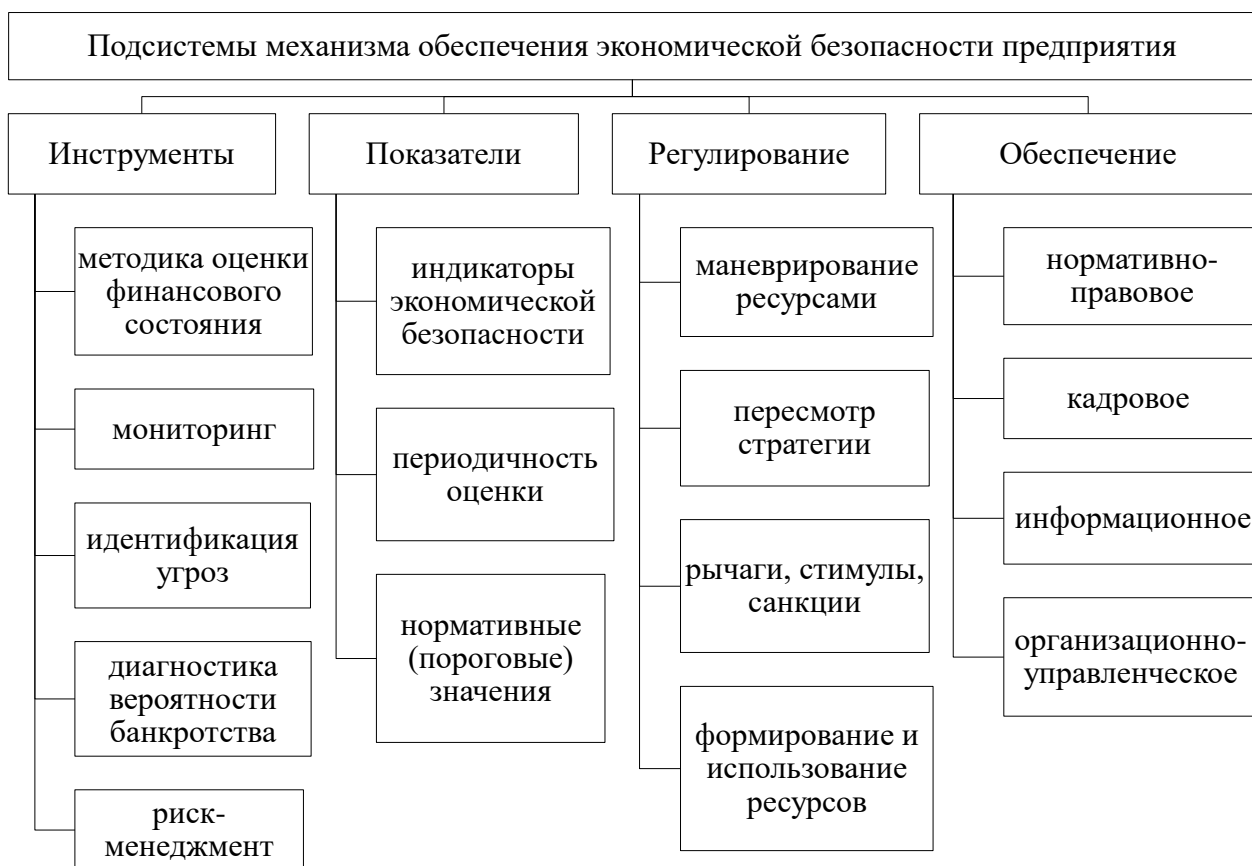 Подсистемы механизма обеспечения экономической безопасности предприятия
Инструменты
методика оценки
финансового
состояния
мониторинг
идентификация
угроз
диагностика
вероятности
банкротства
риск-
менеджмент
Показатели
индикаторы
экономической
безопасности
периодичность
оценки
нормативные
(пороговые)
значения
Регулирование
маневрирование
ресурсами
пересмотр
стратегии
рычаги, стимулы,
санкции
формирование и
использование
ресурсов
Обеспечение
нормативно-
правовое
кадровое
информационное
организационно-
управленческое